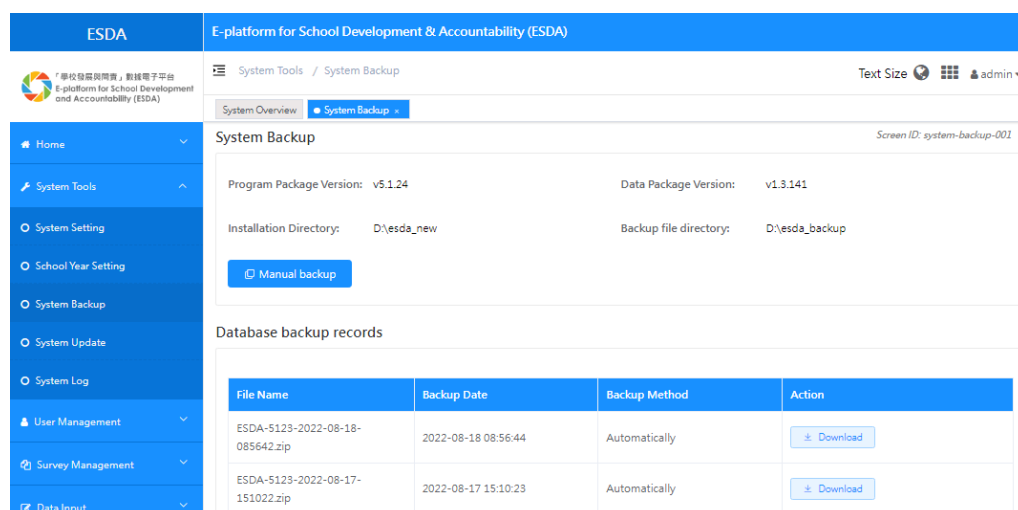 ESDA
E-platform for School Development & Accountability (ESDA)
「學校發展與問責」數據電子平台
E-platform for School Development
and Accountability (ESDA)
System Tools / System Backup
Text Size
admin
System Overview
System Backup ×
Home
System Tools
System Setting
School Year Setting
System Backup
System Update
System Log
User Management
Survey Management
Data Input
System Backup
Screen ID: system-backup-001
Program Package Version: v5.1.24
Data Package Version: v1.3.141
Installation Directory: D:\esda_new
Backup file directory: D:\esda_backup
Manual backup
Database backup records
File Name Backup Date Backup Method Action
ESDA-5123-2022-08-18-
085642.zip
2022-08-18 08:56:44 Automatically Download
ESDA-5123-2022-08-17-
151022.zip
2022-08-17 15:10:23 Automatically Download